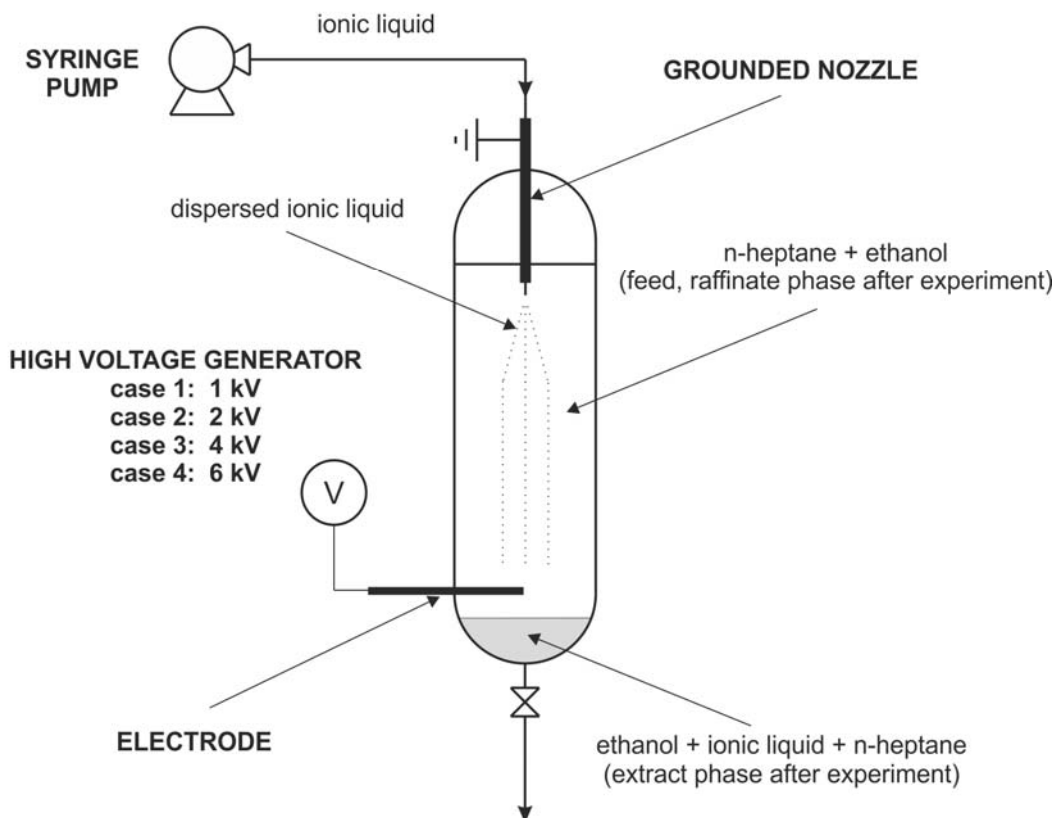 ionic liquid
SYRINGE
PUMP
GROUNDED NOZZLE
dispersed ionic liquid
n-heptane + ethanol
(feed, raffinate phase after experiment)
HIGH VOLTAGE GENERATOR
case 1: 1 kV
case 2: 2 kV
case 3: 4 kV
case 4: 6 kV
V
ELECTRODE
ethanol + ionic liquid + n-heptane
(extract phase after experiment)